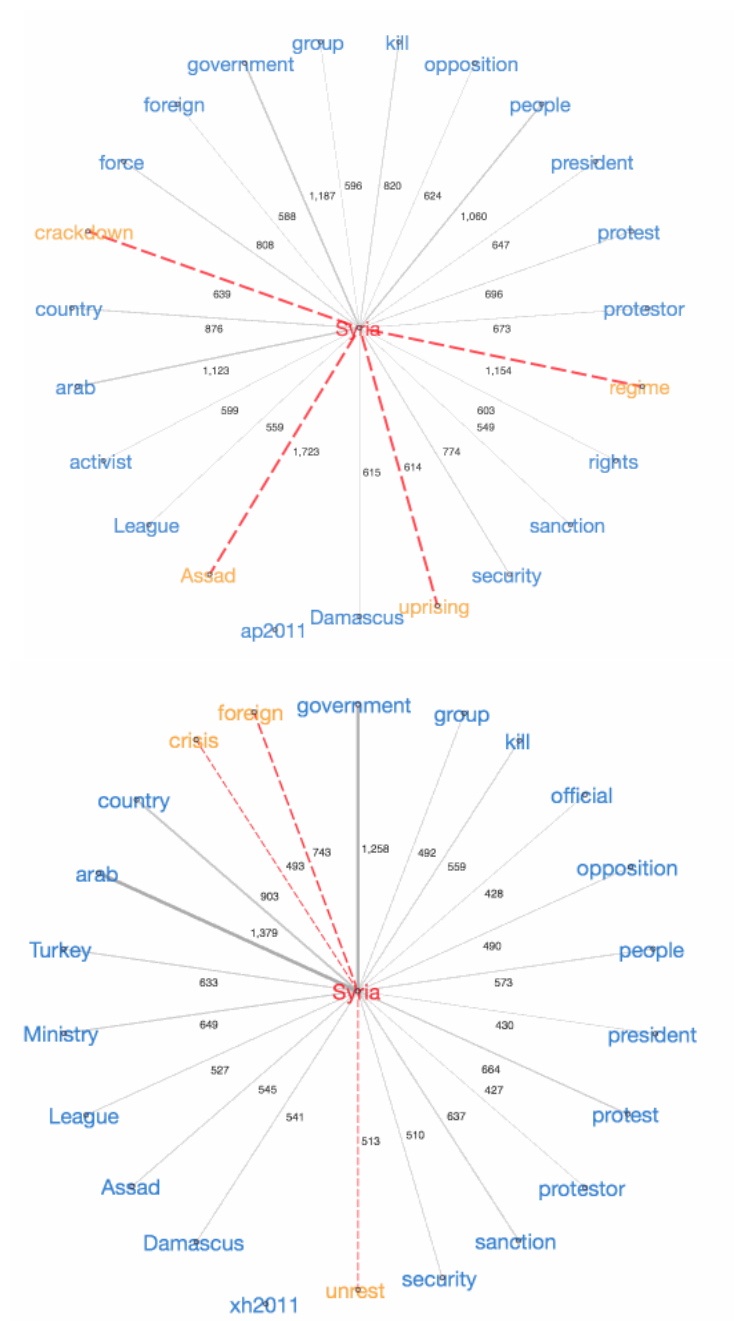 group
kill
government
opposition
foreign
people
force
president
crackdown
protest
country
protestor
arab
regime
activist
rights
League
sanction
Assad
security
uprising
Damascus
ap2011
Syria
1,187
596
820
624
588
1,060
808
647
639
696
876
673
1,123
1,154
599
603
559
549
1,723
774
615
614
foreign
government
group
crisis
kill
country
official
arab
opposition
Turkey
people
Ministry
president
League
protest
Assad
protestor
Damascus
sanction
security
unrest
xh2011
Syria
743
1,258
492
493
559
903
428
1,379
490
633
573
649
430
527
664
545
427
541
637
513
510